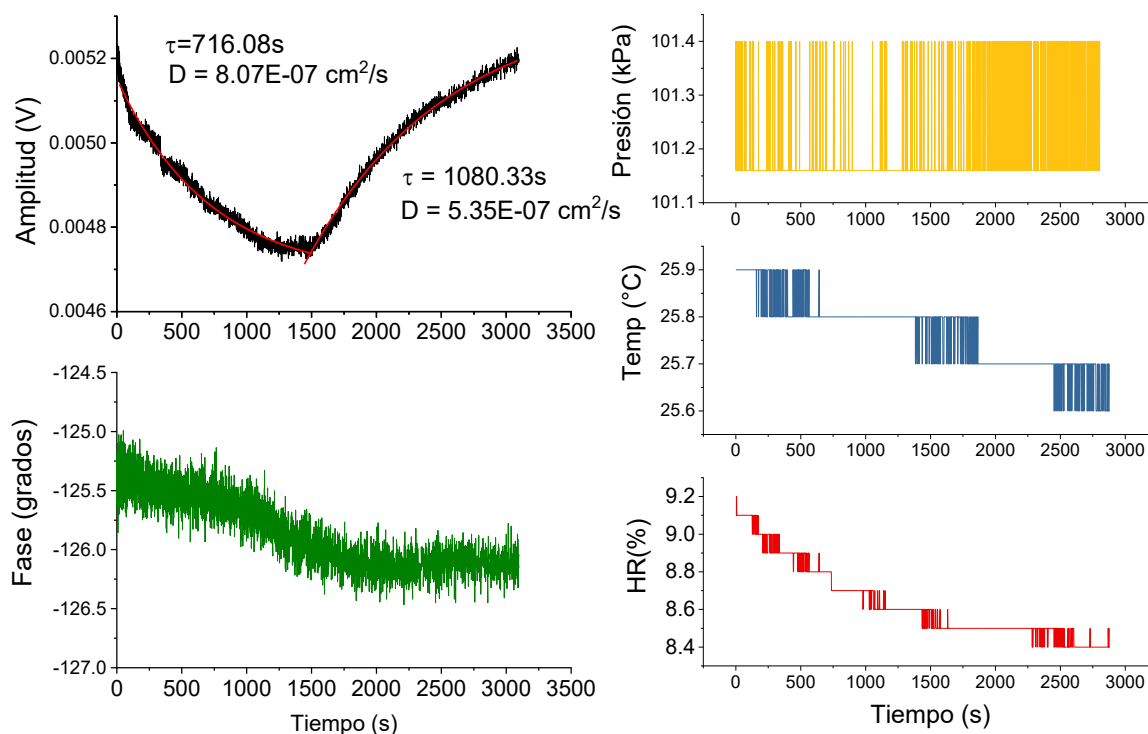 τ=716.08s
D = 8.07E-07 cm²/s
τ = 1080.33s
D = 5.35E-07 cm²/s
Amplitud (V)
0.0052
0.0050
0.0048
0.0046
0 500 1000 1500 2000 2500 3000 3500
Fase (grados)
-124.5
-125.0
-125.5
-126.0
-126.5
-127.0
0 500 1000 1500 2000 2500 3000 3500
Tiempo (s)
Presión (kPa)
101.4
101.3
101.2
101.1
0 500 1000 1500 2000 2500 3000
Temp (°C)
25.9
25.8
25.7
25.6
0 500 1000 1500 2000 2500 3000
HR(%)
9.2
9.0
8.8
8.6
8.4
0 500 1000 1500 2000 2500 3000
Tiempo (s)